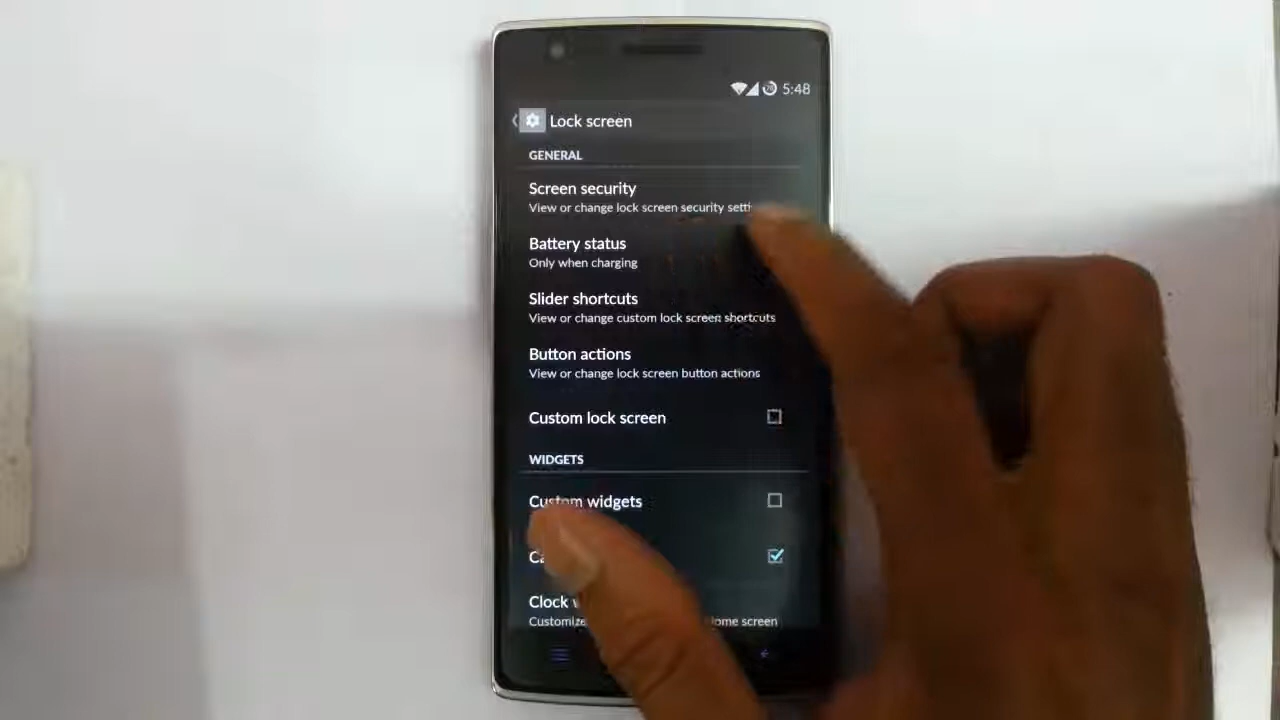 5:48
Lock screen
GENERAL
Screen security
View or change lock screen security
Battery status
Only when charging
Slider shortcuts
View or change custom lock screen shortcuts
Button actions
View or change lock screen button actions
Custom lock screen
WIDGETS
Custom widgets
Clock
Customize screen